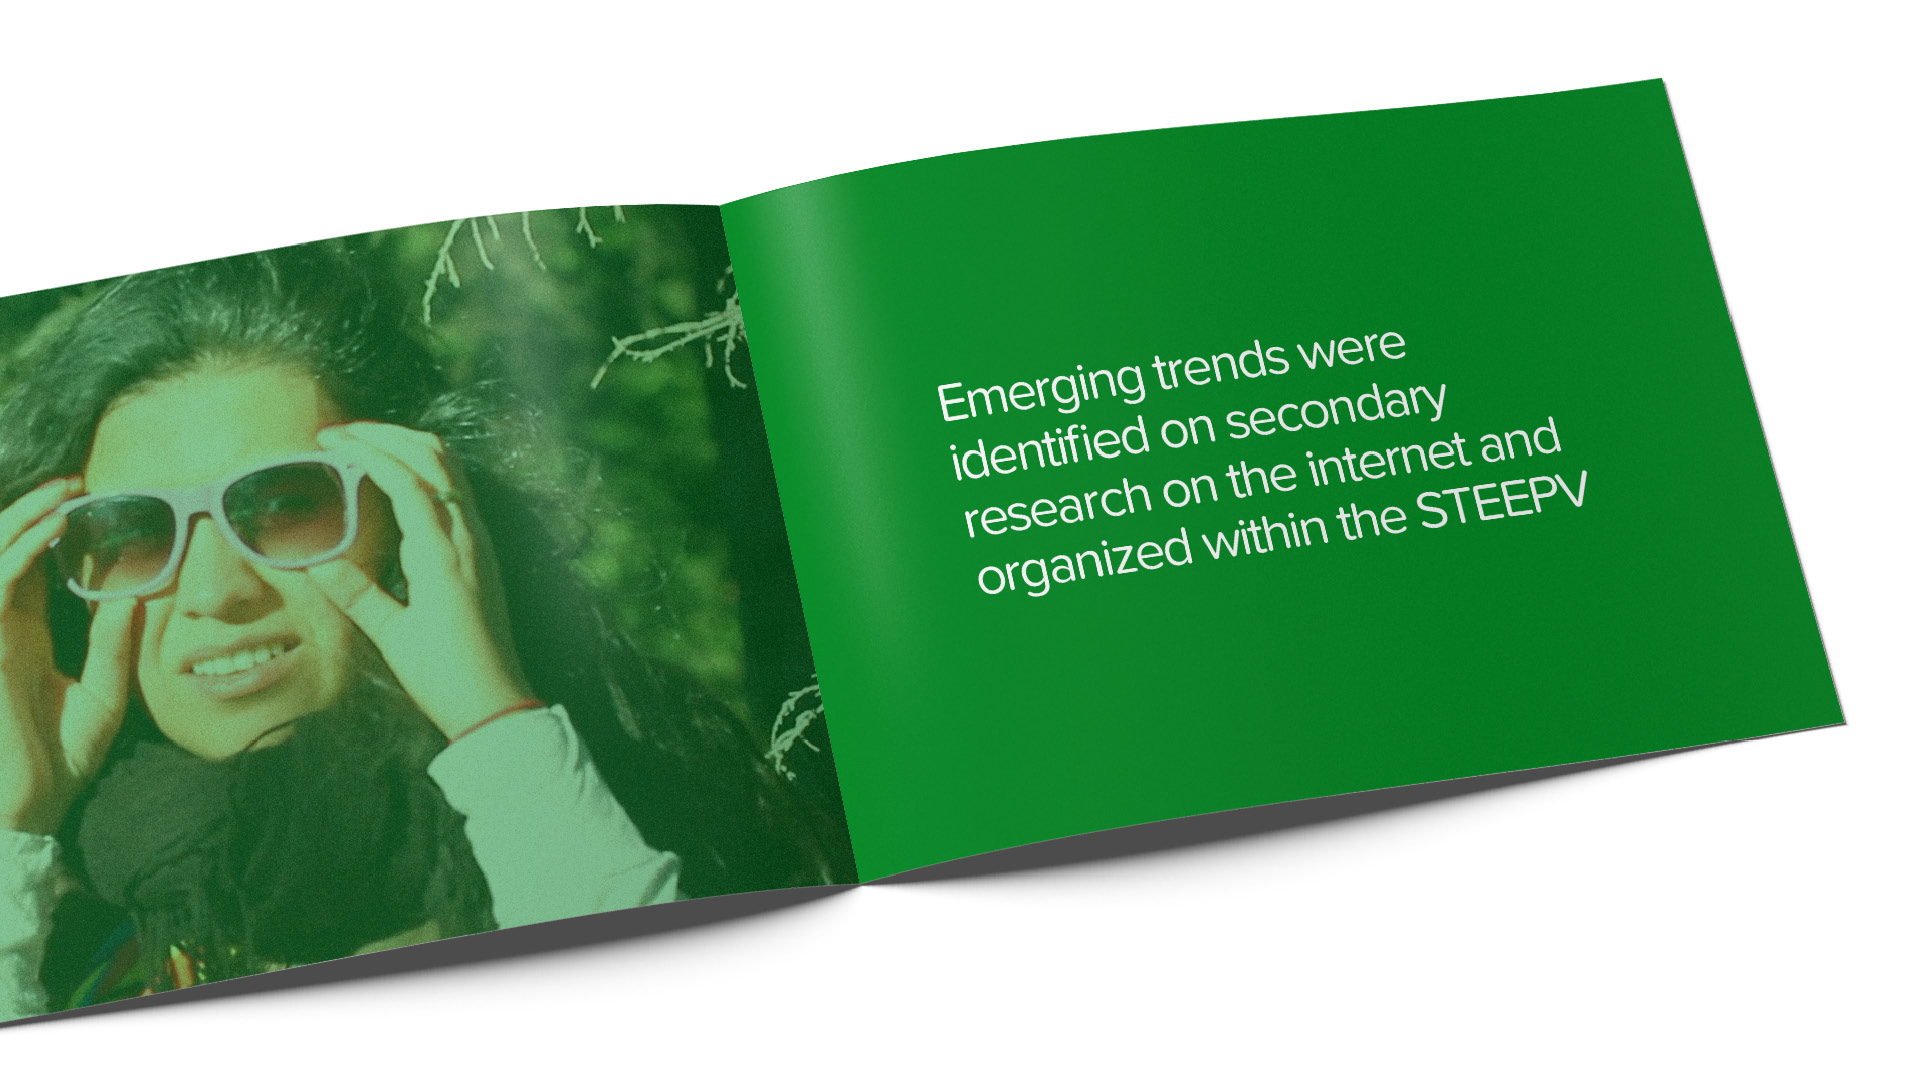 Emerging trends were
identified on secondary
research on the internet and
organized within the STEEPV